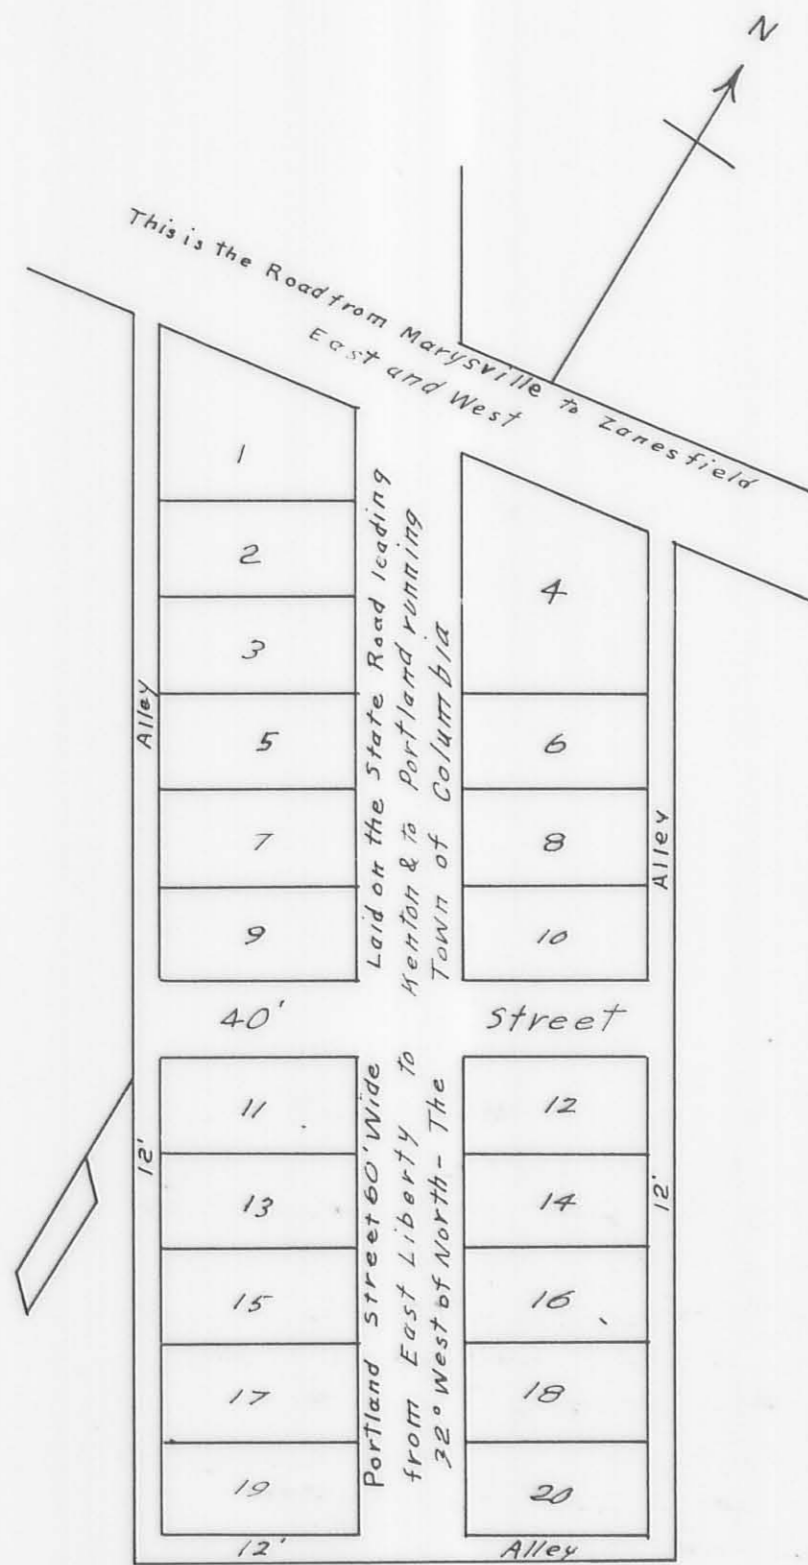 N
This is the Road from Marysville to Zanesfield
East and West
1
2
3
4
5
6
7
8
9
10
Alley
Alley
Portland Street 60' Wide Laid on the State Road leading
from East Liberty to Kenton & to Portland running
32° West of North - The Town of Columbia
40' Street
11
12
13
14
15
16
17
18
19
20
12'
12'
12' Alley